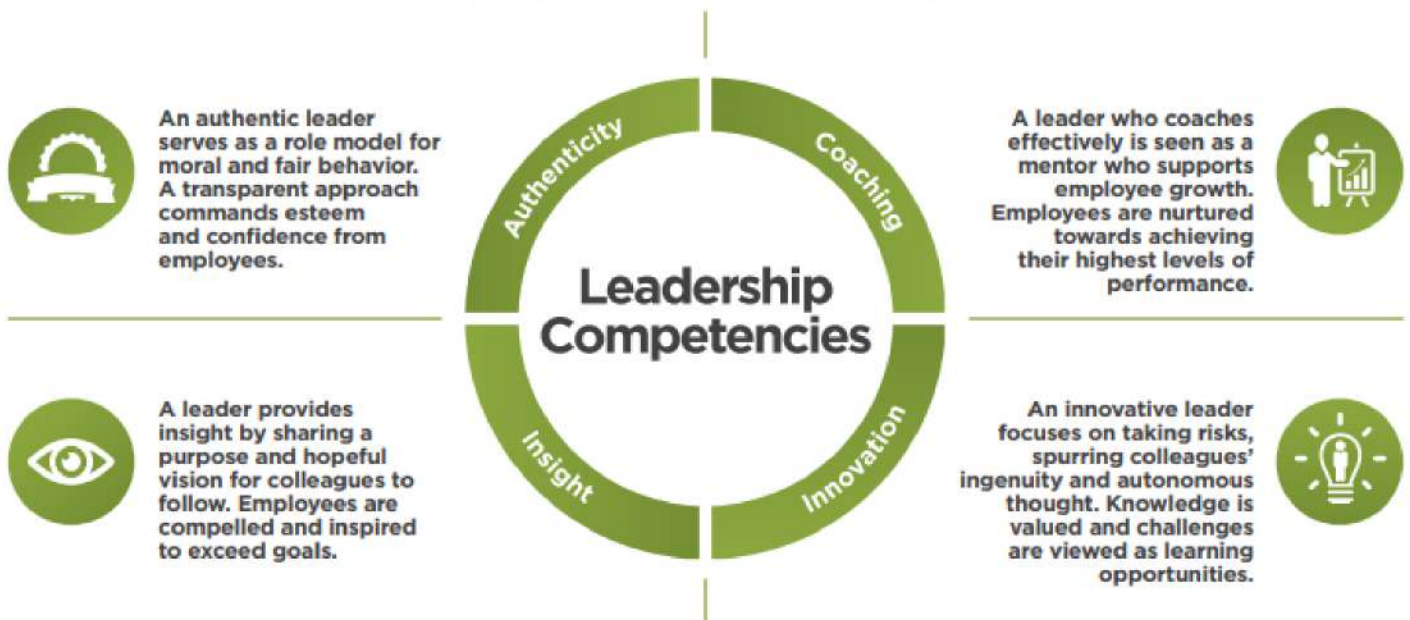 An authentic leader
serves as a role model for
moral and fair behavior.
A transparent approach
commands esteem
and confidence from
employees.
Authenticity
Coaching
A leader who coaches
effectively is seen as a
mentor who supports
employee growth.
Employees are nurtured
towards achieving
their highest levels of
performance.
Leadership
Competencies
A leader provides
insight by sharing a
purpose and hopeful
vision for colleagues to
follow. Employees are
compelled and inspired
to exceed goals.
Insight
Innovation
An innovative leader
focuses on taking risks,
spurring colleagues’
ingenuity and autonomous
thought. Knowledge is
valued and challenges
are viewed as learning
opportunities.